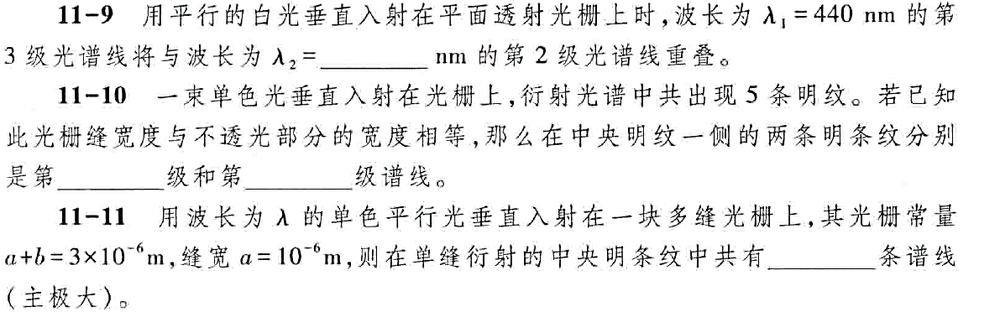 11-9 用平行的白光垂直入射在平面透射光栅上时,波长为 λ₁=440 nm 的第
3 级光谱线将与波长为 λ₂=________ nm 的第 2 级光谱线重叠。
11-10 一束单色光垂直入射在光栅上,衍射光谱中共出现 5 条明纹。若已知
此光栅缝宽度与不透光部分的宽度相等,那么在中央明纹一侧的两条明条纹分别
是第________级和第________级谱线。
11-11 用波长为 λ 的单色平行光垂直入射在一块多缝光栅上,其光栅常量
a+b=3×10⁻⁶m,缝宽 a=10⁻⁶m,则在单缝衍射的中央明条纹中共有________条谱线
(主极大)。